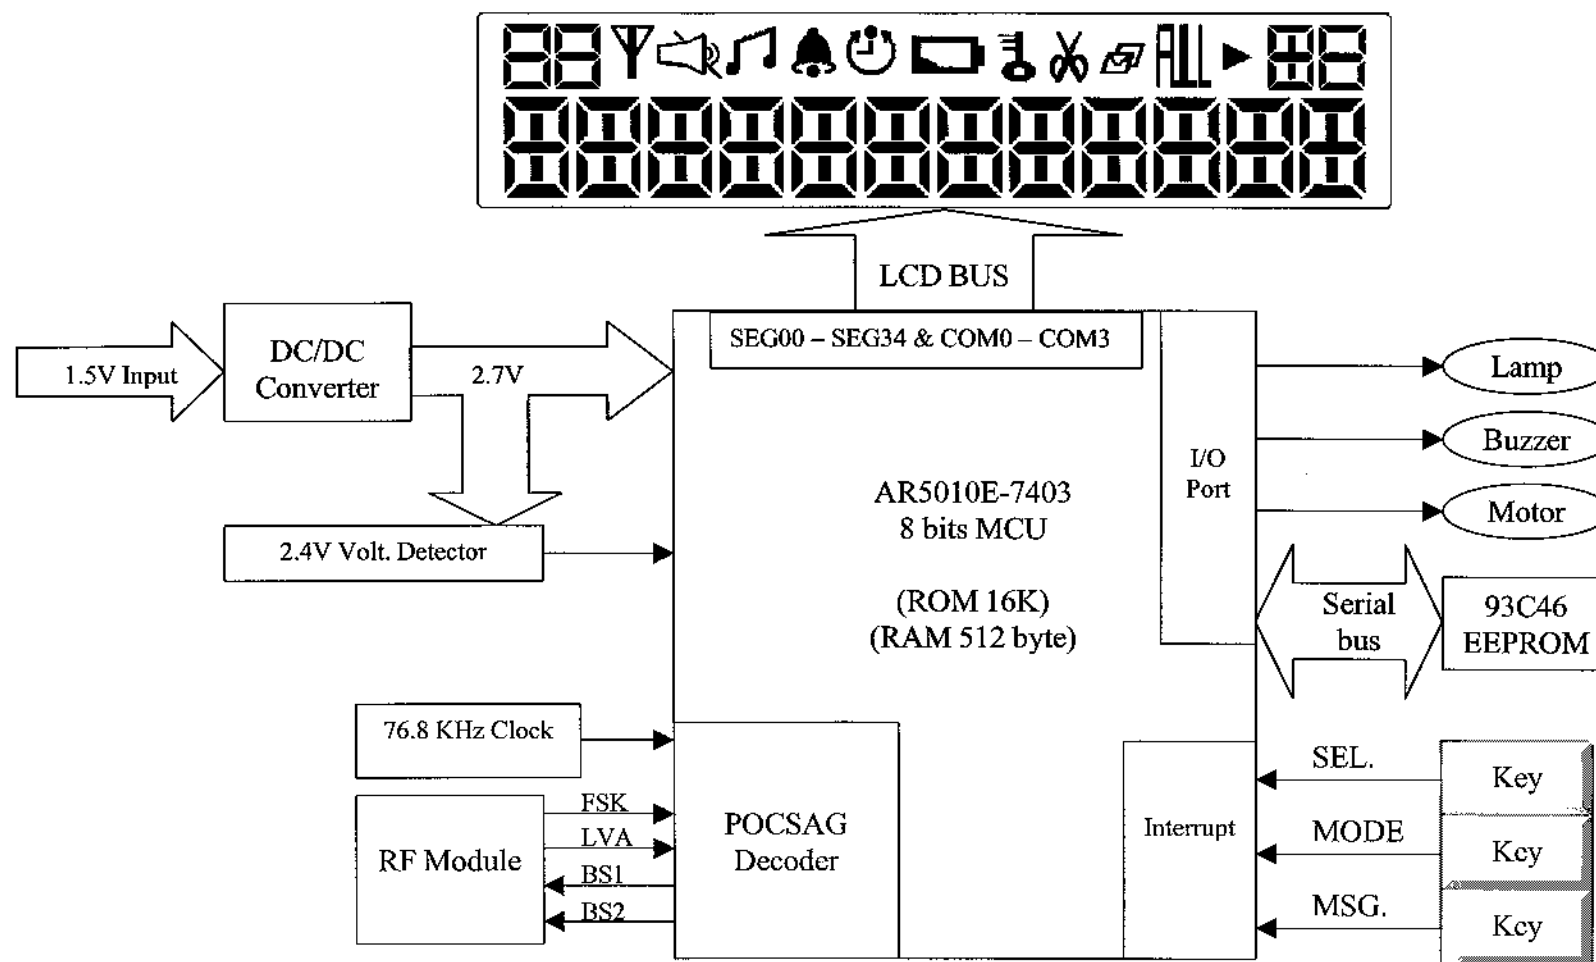 ALL
LCD BUS
SEG00 – SEG34 & COM0 – COM3
DC/DC
Converter
1.5V Input
2.7V
2.4V Volt. Detector
AR5010E-7403
8 bits MCU
(ROM 16K)
(RAM 512 byte)
I/O
Port
Lamp
Buzzer
Motor
Serial
bus
93C46
EEPROM
76.8 KHz Clock
RF Module
FSK
LVA
BS1
BS2
POCSAG
Decoder
Interrupt
SEL.
MODE
MSG.
Key
Key
Key